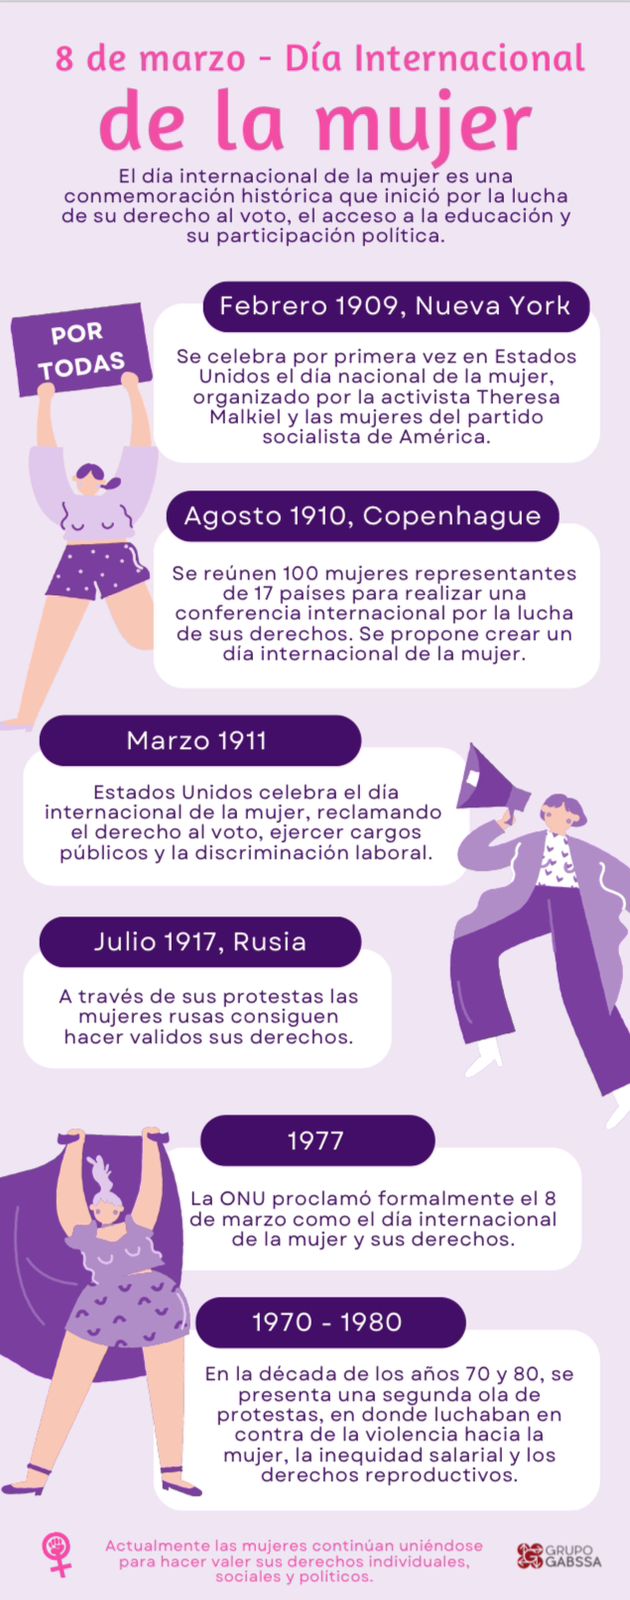 8 de marzo - Día Internacional
de la mujer
El día internacional de la mujer es una
conmemoración histórica que inició por la lucha
de su derecho al voto, el acceso a la educación y
su participación política.
POR
TODAS
Febrero 1909, Nueva York
Se celebra por primera vez en Estados
Unidos el día nacional de la mujer,
organizado por la activista Theresa
Malkiel y las mujeres del partido
socialista de América.
Agosto 1910, Copenhague
Se reúnen 100 mujeres representantes
de 17 países para realizar una
conferencia internacional por la lucha
de sus derechos. Se propone crear un
día internacional de la mujer.
Marzo 1911
Estados Unidos celebra el día
internacional de la mujer, reclamando
el derecho al voto, ejercer cargos
públicos y la discriminación laboral.
Julio 1917, Rusia
A través de sus protestas las
mujeres rusas consiguen
hacer validos sus derechos.
1977
La ONU proclamó formalmente el 8
de marzo como el día internacional
de la mujer y sus derechos.
1970 - 1980
En la década de los años 70 y 80, se
presenta una segunda ola de
protestas, en donde luchaban en
contra de la violencia hacia la
mujer, la inequidad salarial y los
derechos reproductivos.
Actualmente las mujeres continúan uniéndose
para hacer valer sus derechos individuales,
sociales y políticos.
GRUPO
GABSSA